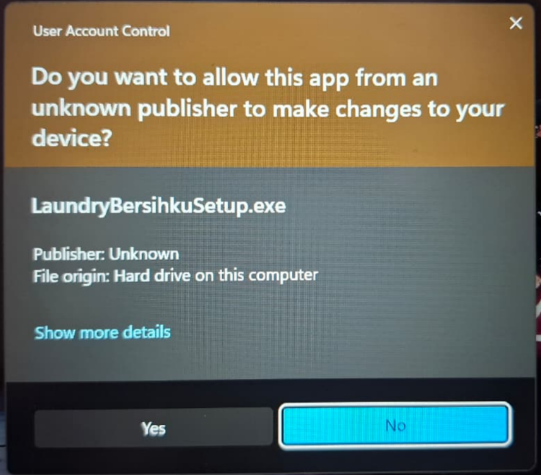 User Account Control
Do you want to allow this app from an
unknown publisher to make changes to your
device?
LaundryBersihkuSetup.exe
Publisher: Unknown
File origin: Hard drive on this computer
Show more details
Yes
No